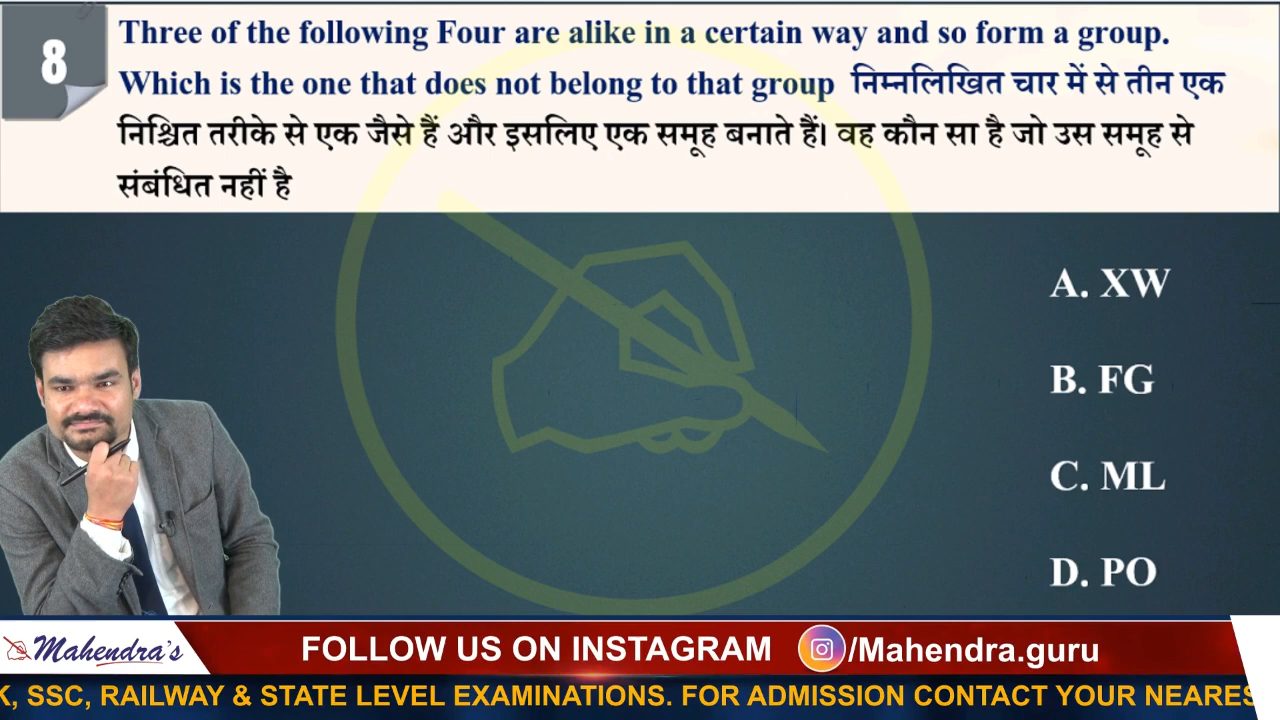 8
Three of the following Four are alike in a certain way and so form a group.
Which is the one that does not belong to that group निम्नलिखित चार में से तीन एक
निश्चित तरीके से एक जैसे हैं और इसलिए एक समूह बनाते हैं। वह कौन सा है जो उस समूह से
संबंधित नहीं है
A. XW
B. FG
C. ML
D. PO
Mahendra's
FOLLOW US ON INSTAGRAM /Mahendra.guru
K, SSC, RAILWAY & STATE LEVEL EXAMINATIONS. FOR ADMISSION CONTACT YOUR NEARES